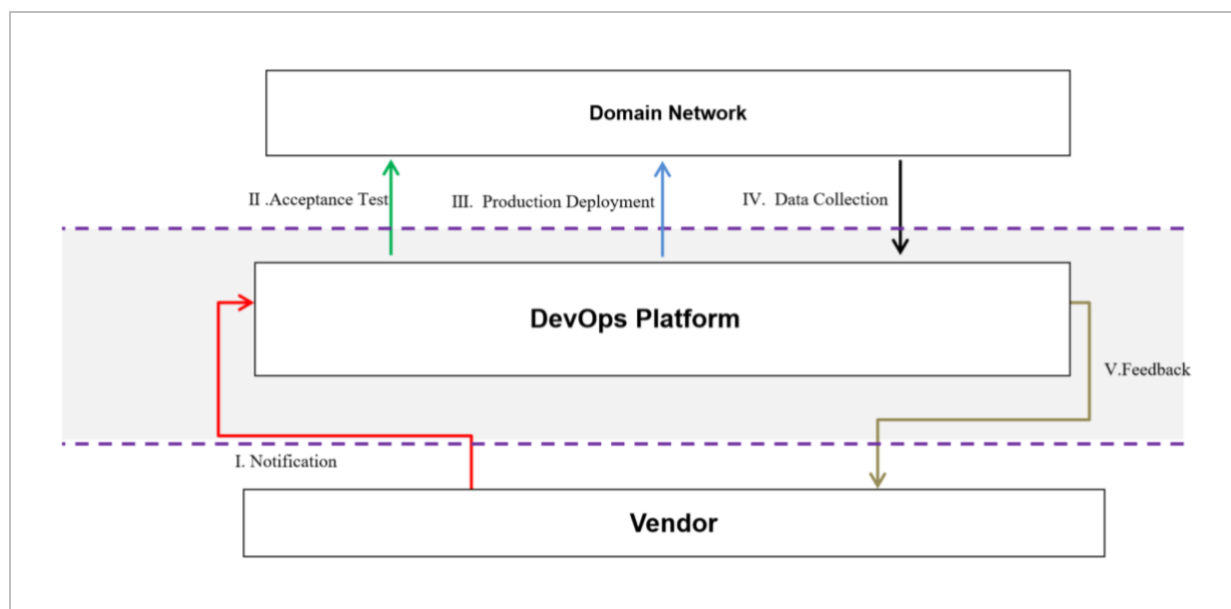 Domain Network
Ⅱ .Acceptance Test
Ⅲ. Production Deployment
Ⅳ. Data Collection
DevOps Platform
Ⅴ.Feedback
Ⅰ. Notification
Vendor